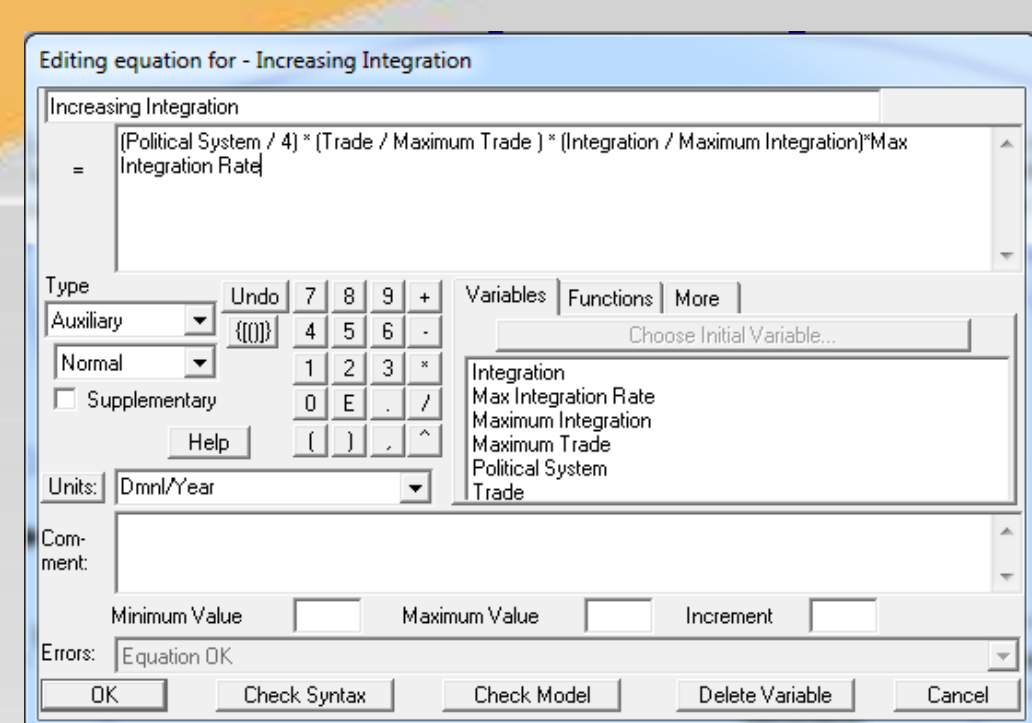 Editing equation for - Increasing Integration
Increasing Integration
=
(Political System / 4) * (Trade / Maximum Trade ) * (Integration / Maximum Integration)*Max
Integration Rate
Type
Auxiliary
Normal
Supplementary
Help
Undo 7 8 9 +
{[()]} 4 5 6 -
1 2 3 *
0 E . /
( ) , ^
Variables Functions More
Choose Initial Variable...
Integration
Max Integration Rate
Maximum Integration
Maximum Trade
Political System
Trade
Units: Dmnl/Year
Com-
ment:
Minimum Value Maximum Value Increment
Errors: Equation OK
OK Check Syntax Check Model Delete Variable Cancel